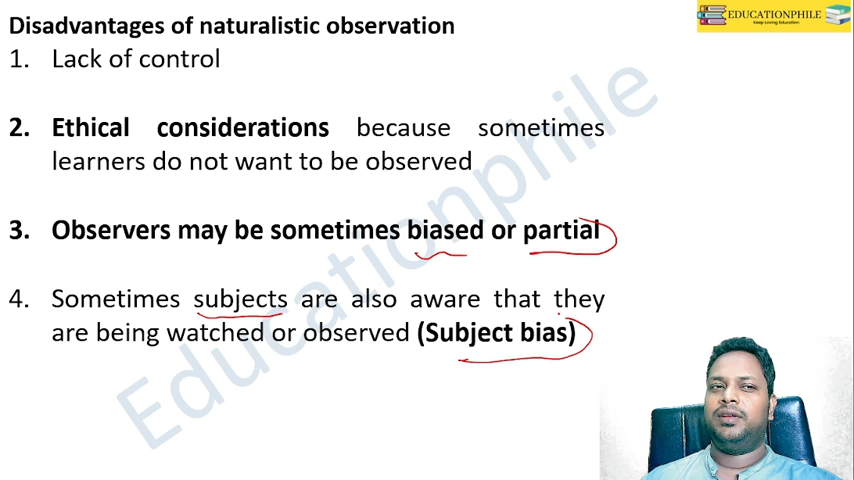 Disadvantages of naturalistic observation
EDUCATIONPHILE
Keep Loving Education
1. Lack of control
2. Ethical considerations because sometimes
learners do not want to be observed
3. Observers may be sometimes biased or partial
4. Sometimes subjects are also aware that they
are being watched or observed (Subject bias)
Educationphile